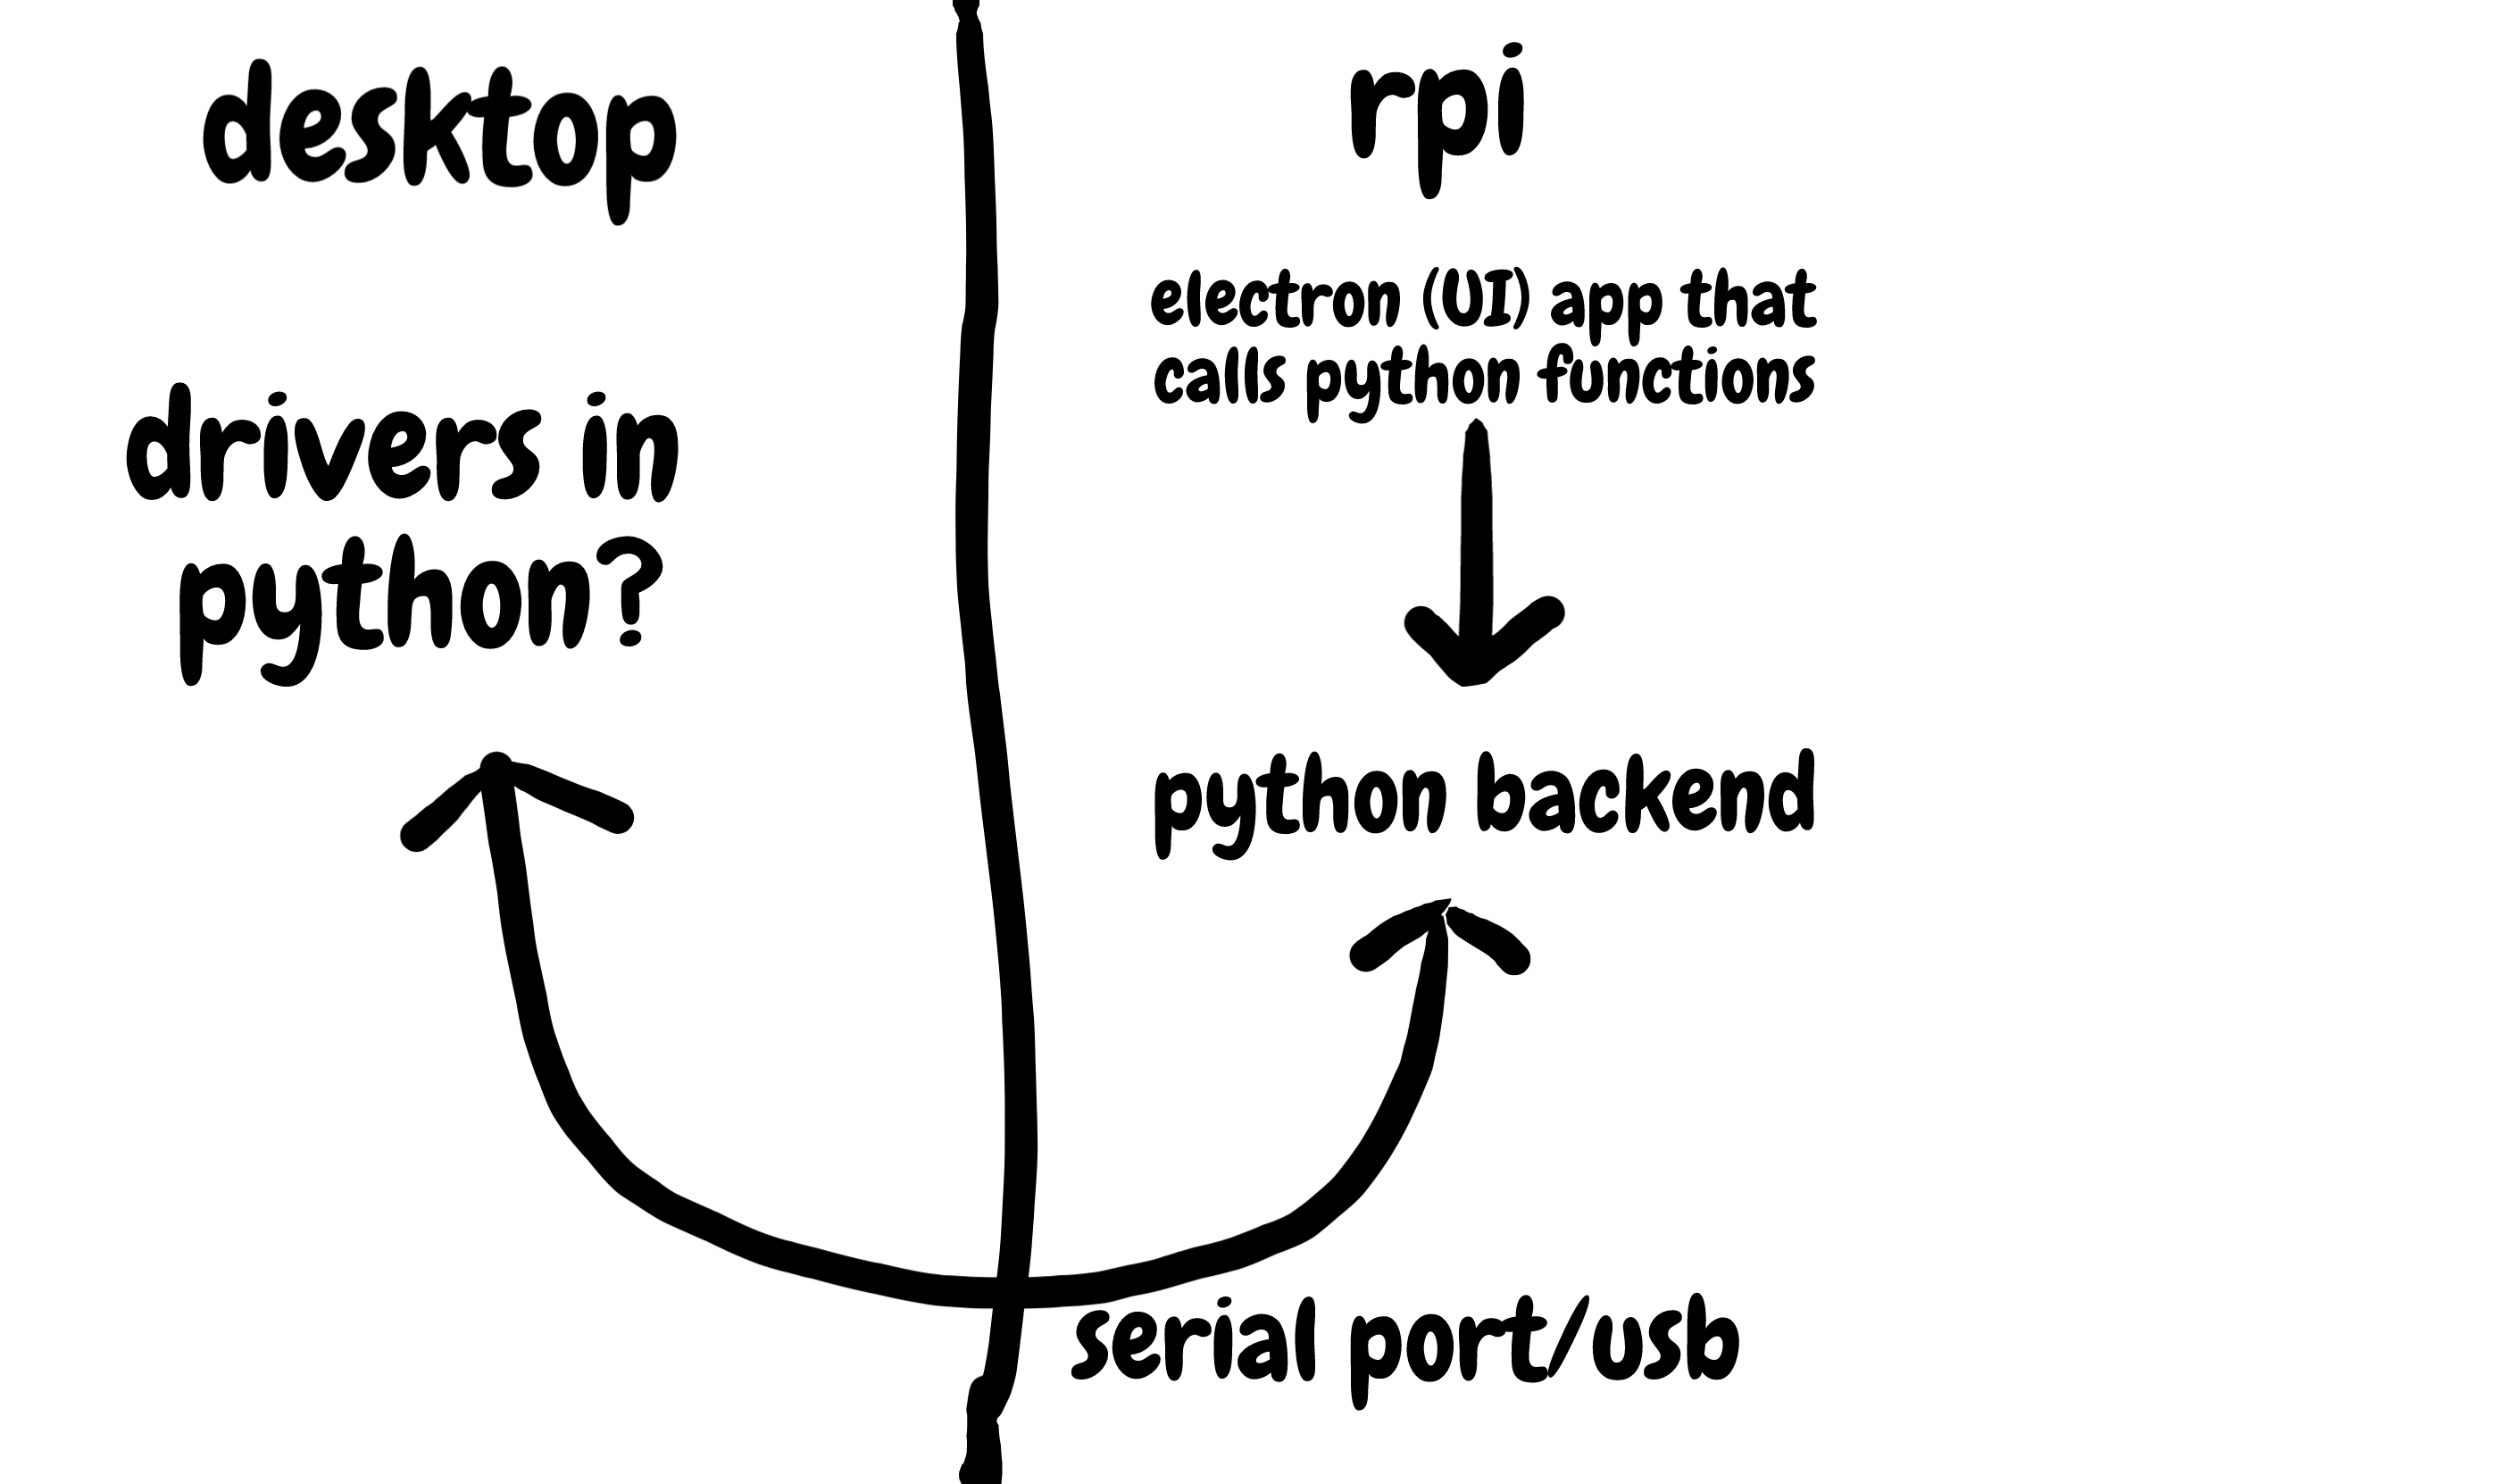 desktop
drivers in
python?
rpi
electron (UI) app that
calls python functions
python backend
serial port/usb